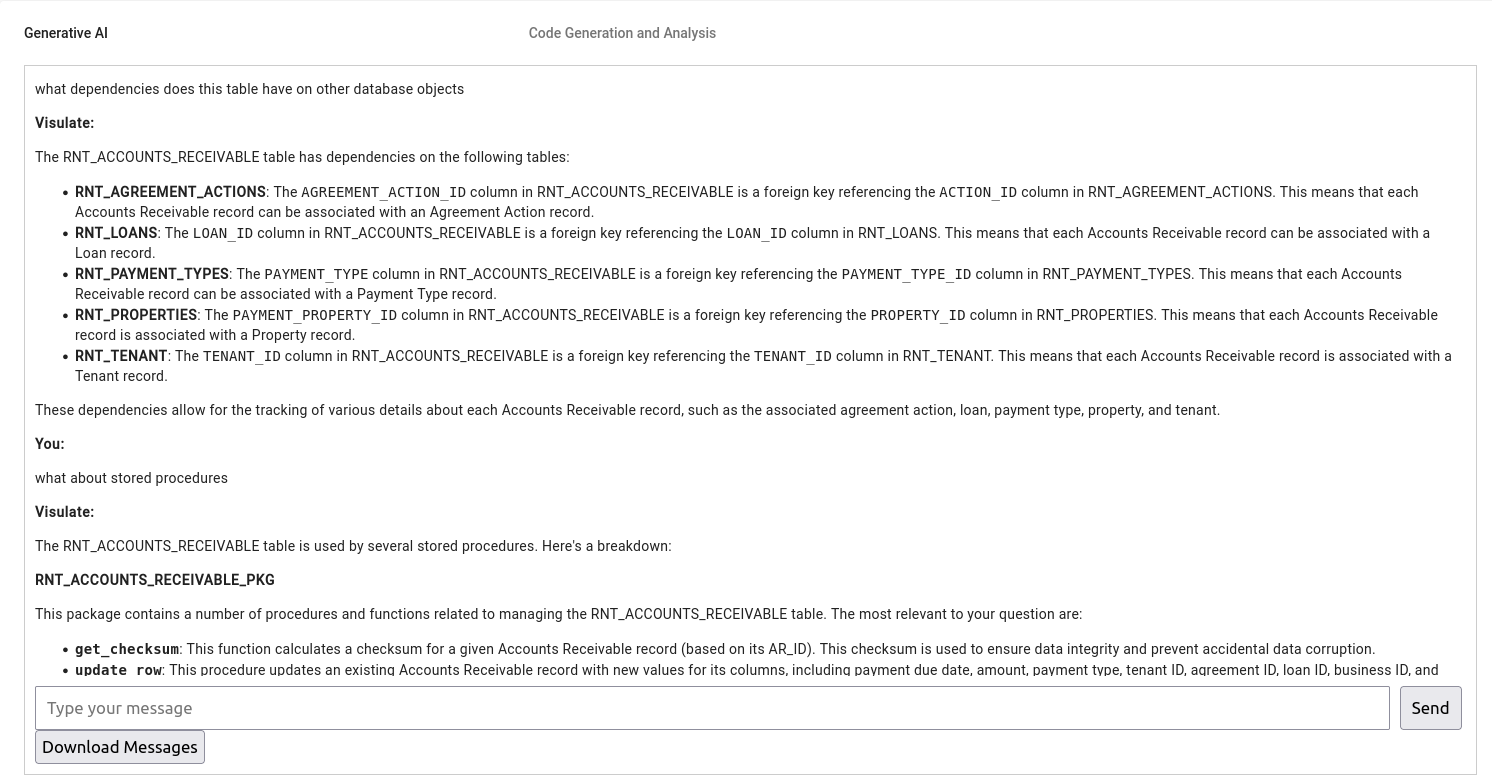 Generative AI
Code Generation and Analysis
what dependencies does this table have on other database objects
Visulate:
The RNT_ACCOUNTS_RECEIVABLE table has dependencies on the following tables:
• RNT_AGREEMENT_ACTIONS: The AGREEMENT_ACTION_ID column in RNT_ACCOUNTS_RECEIVABLE is a foreign key referencing the ACTION_ID column in RNT_AGREEMENT_ACTIONS. This means that each
Accounts Receivable record can be associated with an Agreement Action record.
• RNT_LOANS: The LOAN_ID column in RNT_ACCOUNTS_RECEIVABLE is a foreign key referencing the LOAN_ID column in RNT_LOANS. This means that each Accounts Receivable record can be associated with a
Loan record.
• RNT_PAYMENT_TYPES: The PAYMENT_TYPE column in RNT_ACCOUNTS_RECEIVABLE is a foreign key referencing the PAYMENT_TYPE_ID column in RNT_PAYMENT_TYPES. This means that each Accounts
Receivable record can be associated with a Payment Type record.
• RNT_PROPERTIES: The PAYMENT_PROPERTY_ID column in RNT_ACCOUNTS_RECEIVABLE is a foreign key referencing the PROPERTY_ID column in RNT_PROPERTIES. This means that each Accounts Receivable
record is associated with a Property record.
• RNT_TENANT: The TENANT_ID column in RNT_ACCOUNTS_RECEIVABLE is a foreign key referencing the TENANT_ID column in RNT_TENANT. This means that each Accounts Receivable record is associated with a
Tenant record.
These dependencies allow for the tracking of various details about each Accounts Receivable record, such as the associated agreement action, loan, payment type, property, and tenant.
You:
what about stored procedures
Visulate:
The RNT_ACCOUNTS_RECEIVABLE table is used by several stored procedures. Here's a breakdown:
RNT_ACCOUNTS_RECEIVABLE_PKG
This package contains a number of procedures and functions related to managing the RNT_ACCOUNTS_RECEIVABLE table. The most relevant to your question are:
• get_checksum: This function calculates a checksum for a given Accounts Receivable record (based on its AR_ID). This checksum is used to ensure data integrity and prevent accidental data corruption.
• update_row: This procedure updates an existing Accounts Receivable record with new values for its columns, including payment due date, amount, payment type, tenant ID, agreement ID, loan ID, business ID, and
Type your message
Send
Download Messages